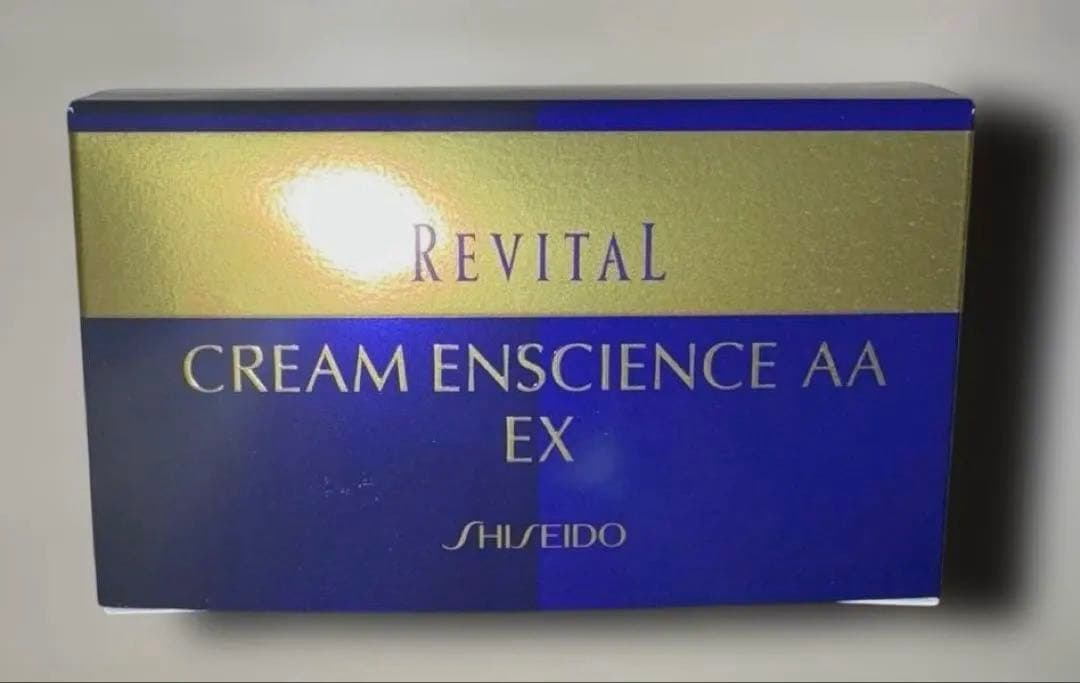 REVITAL
CREAM ENSCIENCE AA
EX
SHISEIDO